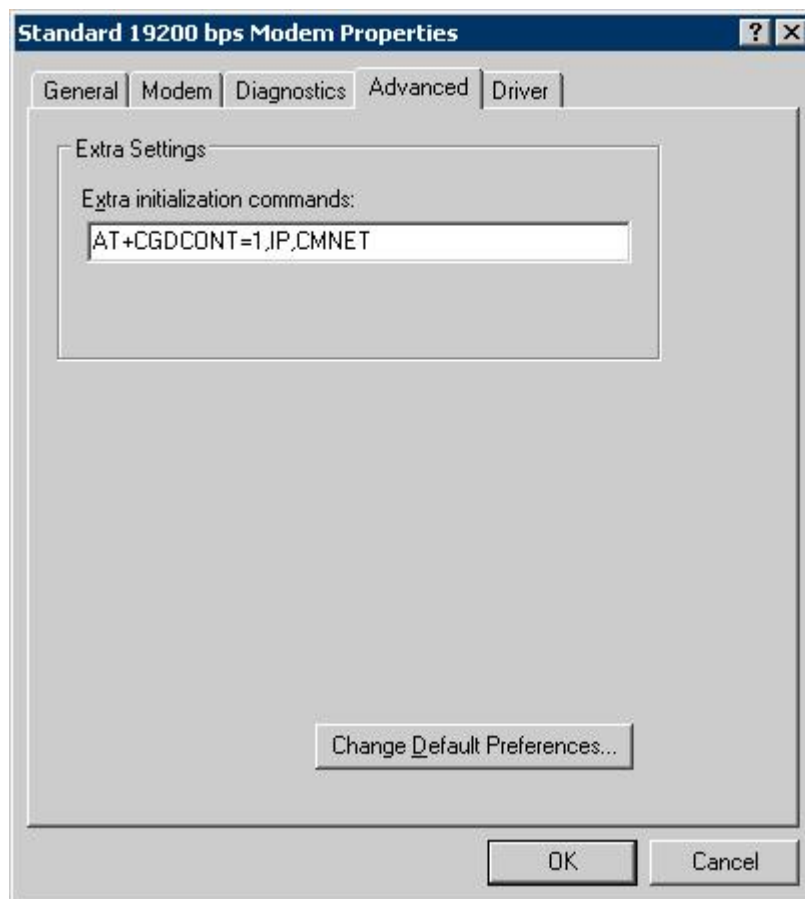 Standard 19200 bps Modem Properties
General Modem Diagnostics Advanced Driver
Extra Settings
Extra initialization commands:
AT+CGDCONT=1,IP,CMNET
Change Default Preferences...
OK Cancel